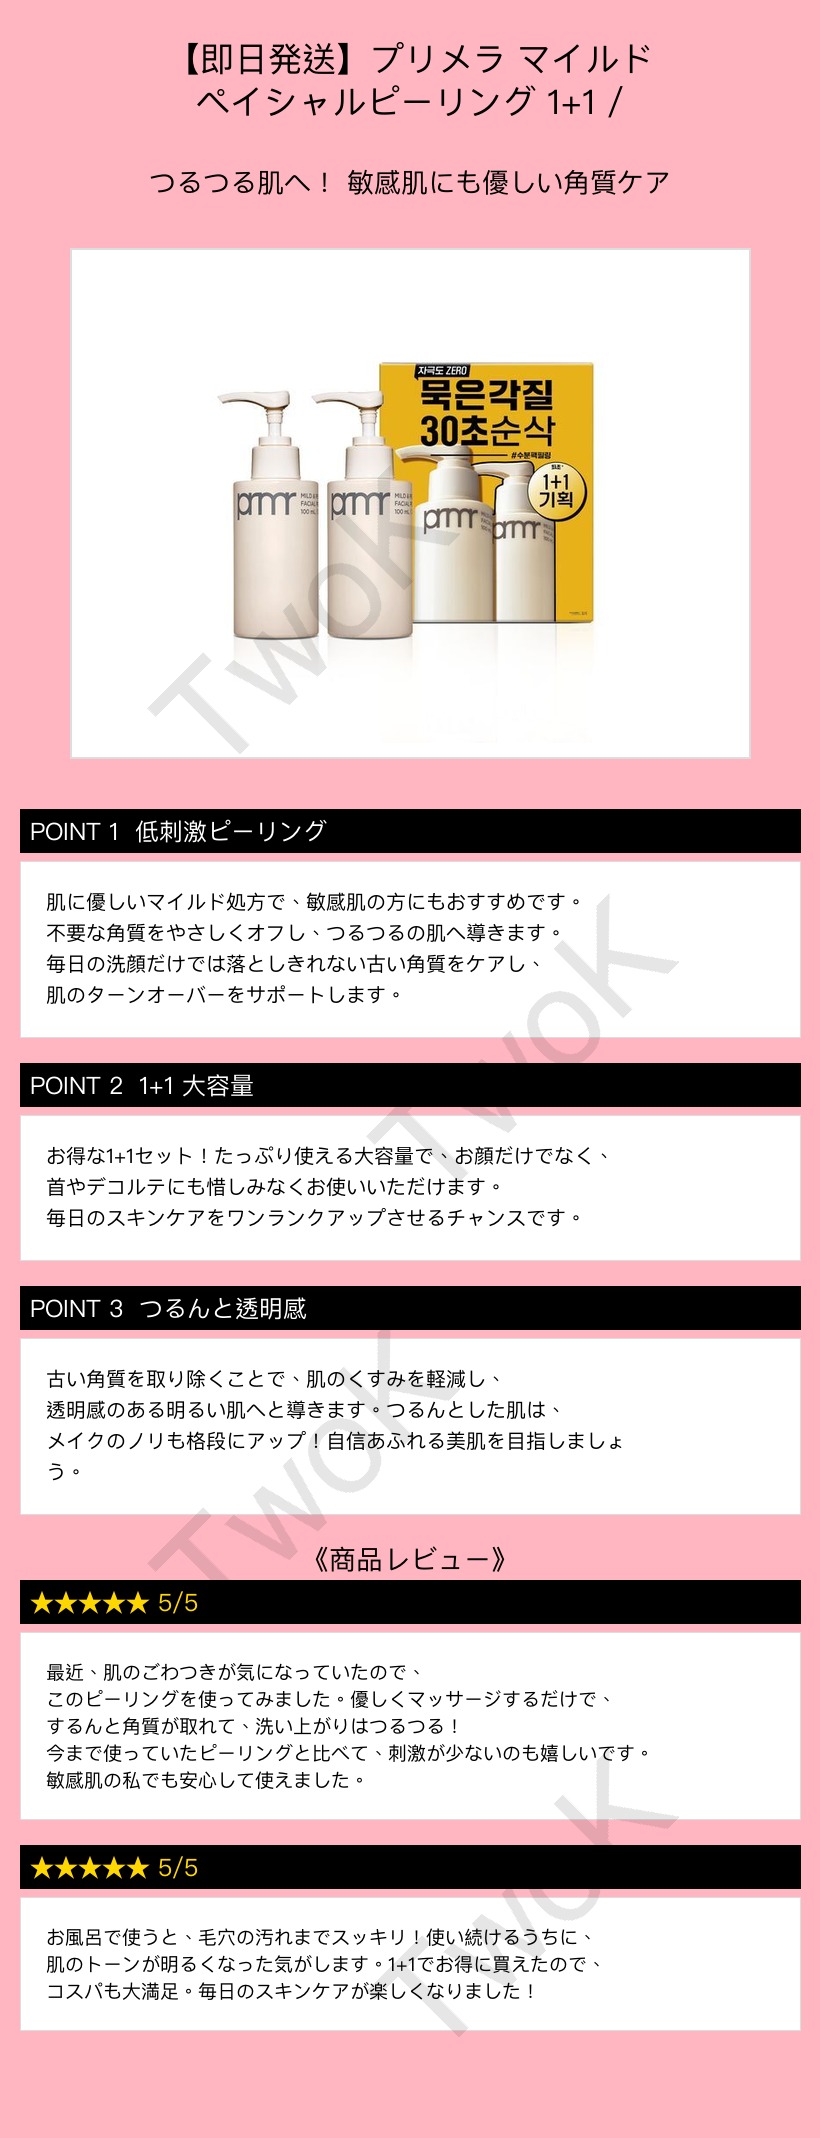 【即日発送】プリメラ マイルド
ペイシャルピーリング 1+1 /
つるつる肌へ！ 敏感肌にも優しい角質ケア
자극도 ZERO
묵은각질
30초순삭
#수분팩필링
최초*
1+1
기획
prmr
MILD &
FACIAL
100 mL
prmr
MILD &
FACIAL
100 mL
prmr
prmr
TwoK
POINT 1 低刺激ピーリング
肌に優しいマイルド処方で、敏感肌の方にもおすすめです。
不要な角質をやさしくオフし、つるつるの肌へ導きます。
毎日の洗顔だけでは落としきれない古い角質をケアし、
肌のターンオーバーをサポートします。
TwoK
POINT 2 1+1 大容量
お得な1+1セット！たっぷり使える大容量で、お顔だけでなく、
首やデコルテにも惜しみなくお使いいただけます。
毎日のスキンケアをワンランクアップさせるチャンスです。
POINT 3 つるんと透明感
古い角質を取り除くことで、肌のくすみを軽減し、
透明感のある明るい肌へと導きます。つるんとした肌は、
メイクのノリも格段にアップ！自信あふれる美肌を目指しましょ
う。
TwoK
《商品レビュー》
★★★★★ 5/5
最近、肌のごわつきが気になっていたので、
このピーリングを使ってみました。優しくマッサージするだけで、
するんと角質が取れて、洗い上がりはつるつる！
今まで使っていたピーリングと比べて、刺激が少ないのも嬉しいです。
敏感肌の私でも安心して使えました。
TwoK
★★★★★ 5/5
お風呂で使うと、毛穴の汚れまでスッキリ！使い続けるうちに、
肌のトーンが明るくなった気がします。1+1でお得に買えたので、
コスパも大満足。毎日のスキンケアが楽しくなりました！